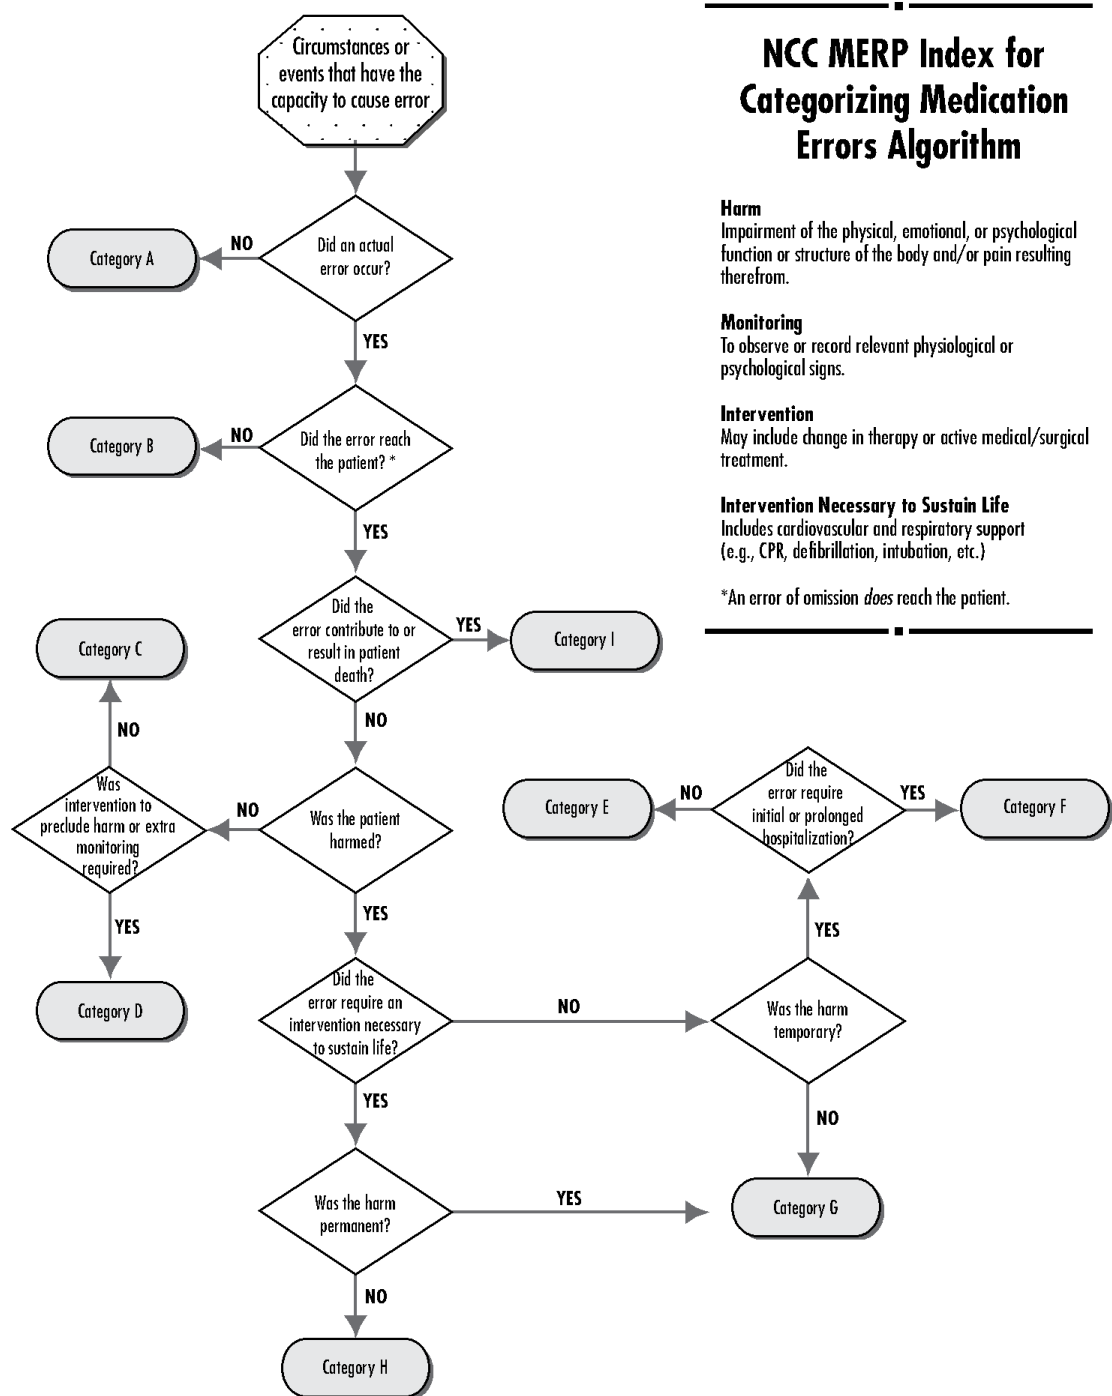 Circumstances or
events that have the
capacity to cause error
NCC MERP Index for
Categorizing Medication
Errors Algorithm
Harm
Impairment of the physical, emotional, or psychological
function or structure of the body and/or pain resulting
therefrom.
Monitoring
To observe or record relevant physiological or
psychological signs.
Intervention
May include change in therapy or active medical/surgical
treatment.
Intervention Necessary to Sustain Life
Includes cardiovascular and respiratory support
(e.g., CPR, defibrillation, intubation, etc.)
*An error of omission does reach the patient.
Did an actual
error occur?
NO
Category A
YES
Did the error reach
the patient? *
NO
Category B
YES
Did the
error contribute to or
result in patient
death?
YES
Category I
NO
Was the patient
harmed?
NO
Was
intervention to
preclude harm or extra
monitoring
required?
NO
Category C
YES
Category D
YES
Did the
error require an
intervention necessary
to sustain life?
NO
Was the harm
temporary?
YES
Did the
error require
initial or prolonged
hospitalization?
NO
Category E
YES
Category F
NO
Category G
YES
Was the harm
permanent?
YES
NO
Category H